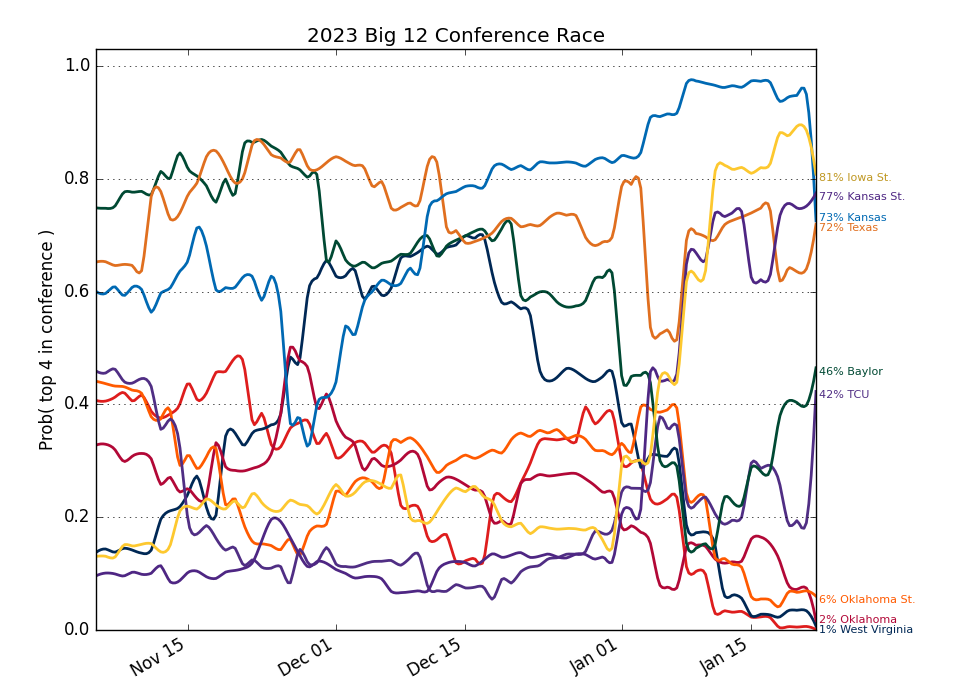 2023 Big 12 Conference Race
Prob( top 4 in conference )
1.0
0.8
0.6
0.4
0.2
0.0
Nov 15
Dec 01
Dec 15
Jan 01
Jan 15
81% Iowa St.
77% Kansas St.
73% Kansas
72% Texas
46% Baylor
42% TCU
6% Oklahoma St.
2% Oklahoma
1% West Virginia